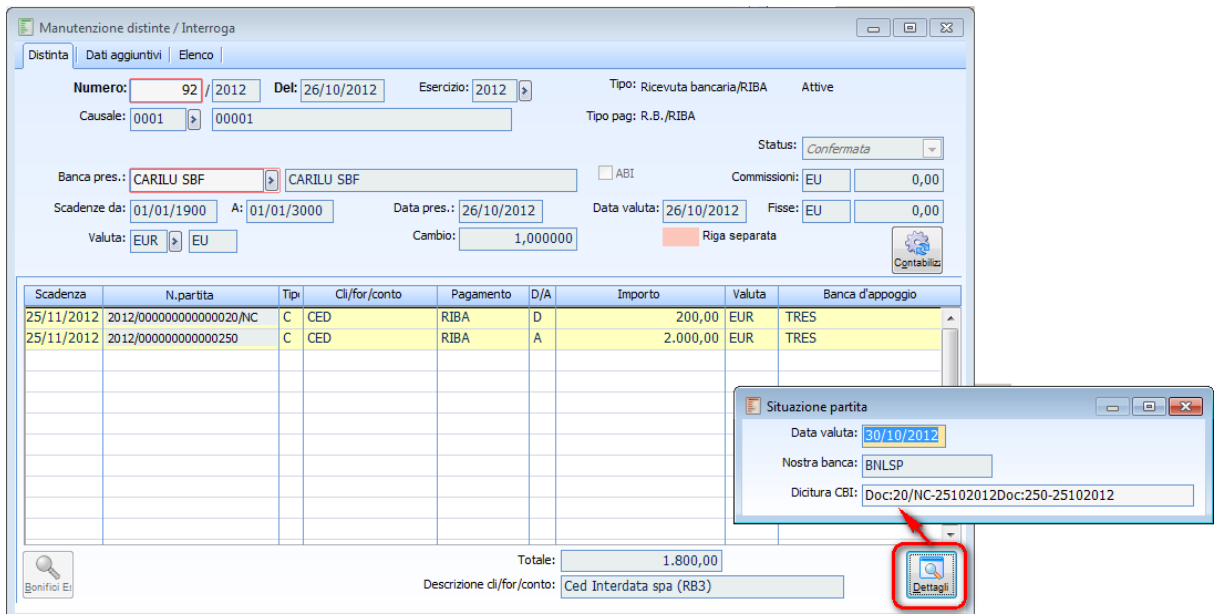 Manutenzione distinte / Interroga
Distinta Dati aggiuntivi Elenco
Numero: 92 / 2012 Del: 26/10/2012 Esercizio: 2012 Tipo: Ricevuta bancaria/RIBA Attive
Causale: 0001 00001 Tipo pag: R.B./RIBA
Status: Confermata
Banca pres.: CARILU SBF CARILU SBF ABI Commissioni: EU 0,00
Scadenze da: 01/01/1900 A: 01/01/3000 Data pres.: 26/10/2012 Data valuta: 26/10/2012 Fisse: EU 0,00
Valuta: EUR EU Cambio: 1,000000 Riga separata
Contabiliz
Scadenza N.partita Tip Cli/for/conto Pagamento D/A Importo Valuta Banca d'appoggio
25/11/2012 2012/000000000000020/NC C CED RIBA D 200,00 EUR TRES
25/11/2012 2012/000000000000250 C CED RIBA A 2.000,00 EUR TRES
Situazione partita
Data valuta: 30/10/2012
Nostra banca: BNLSP
Dicitura CBI: Doc:20/NC-25102012Doc:250-25102012
Totale: 1.800,00
Bonifici E
Descrizione cli/for/conto: Ced Interdata spa (RB3)
Dettagli